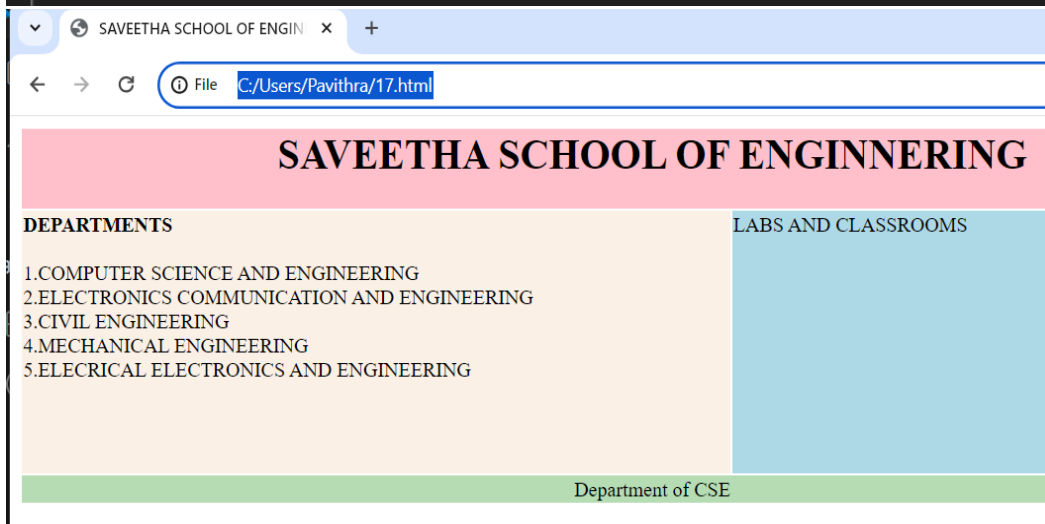 SAVEETHA SCHOOL OF ENGIN
File C:/Users/Pavithra/17.html
SAVEETHA SCHOOL OF ENGINNERING
DEPARTMENTS
LABS AND CLASSROOMS
1.COMPUTER SCIENCE AND ENGINEERING
2.ELECTRONICS COMMUNICATION AND ENGINEERING
3.CIVIL ENGINEERING
4.MECHANICAL ENGINEERING
5.ELECRICAL ELECTRONICS AND ENGINEERING
Department of CSE